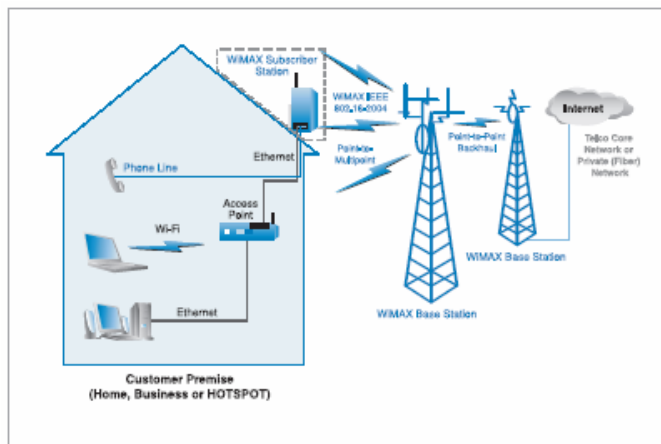 WiMAX Subscriber
Station
WiMAX IEEE
802.16-2004
Internet
Ethernet
Point-to-
Multipoint
Point-to-Point
Backhaul
Telco Core
Network or
Private (Fiber)
Network
Phone Line
Access
Point
Wi-Fi
WiMAX Base Station
Ethernet
WiMAX Base Station
Customer Premise
(Home, Business or HOTSPOT)